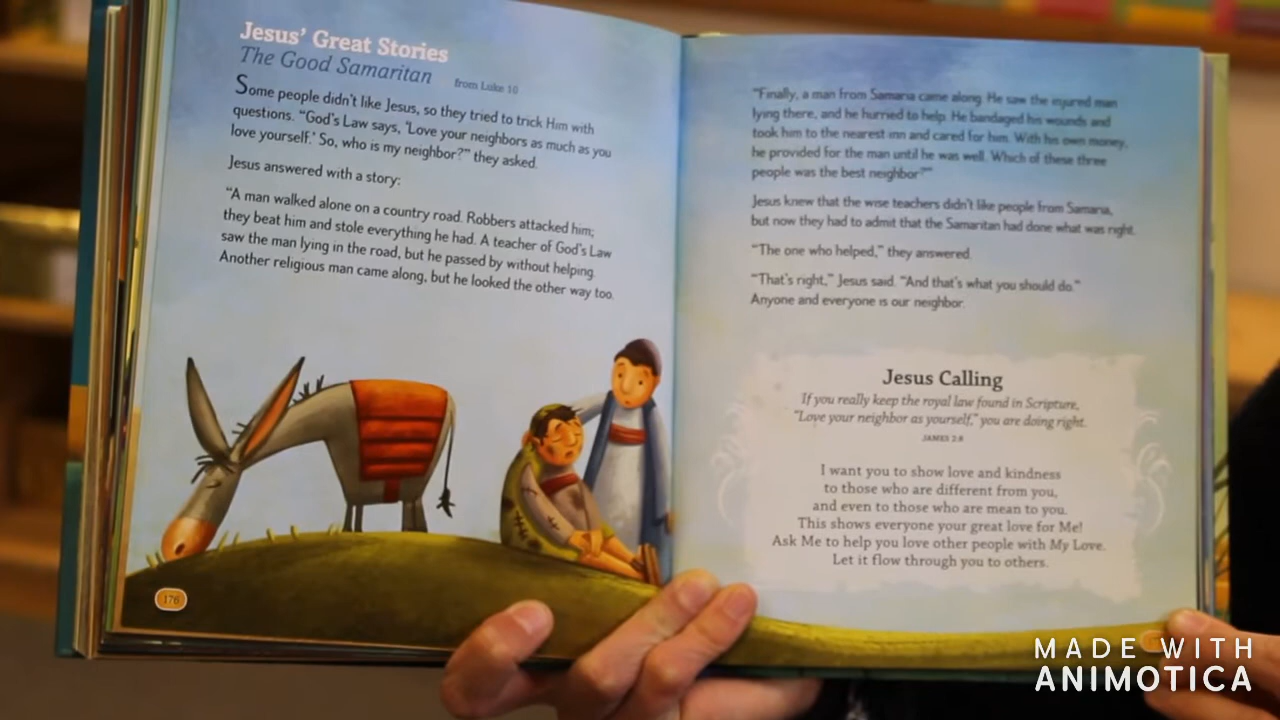 Jesus' Great Stories
The Good Samaritan from Luke 10
Some people didn't like Jesus, so they tried to trick Him with
questions. "God's Law says, 'Love your neighbors as much as you
love yourself.' So, who is my neighbor?" they asked.
Jesus answered with a story:
"A man walked alone on a country road. Robbers attacked him;
they beat him and stole everything he had. A teacher of God's Law
saw the man lying in the road, but he passed by without helping.
Another religious man came along, but he looked the other way too.
176
"Finally, a man from Samaria came along. He saw the injured man
lying there, and he hurried to help. He bandaged his wounds and
took him to the nearest inn and cared for him. With his own money,
he provided for the man until he was well. Which of these three
people was the best neighbor?"
Jesus knew that the wise teachers didn't like people from Samaria,
but now they had to admit that the Samaritan had done what was right.
"The one who helped," they answered.
"That's right," Jesus said. "And that's what you should do."
Anyone and everyone is our neighbor.
Jesus Calling
If you really keep the royal law found in Scripture,
"Love your neighbor as yourself," you are doing right.
JAMES 2:8
I want you to show love and kindness
to those who are different from you,
and even to those who are mean to you.
This shows everyone your great love for Me!
Ask Me to help you love other people with My Love.
Let it flow through you to others.
MADE WITH
ANIMOTICA